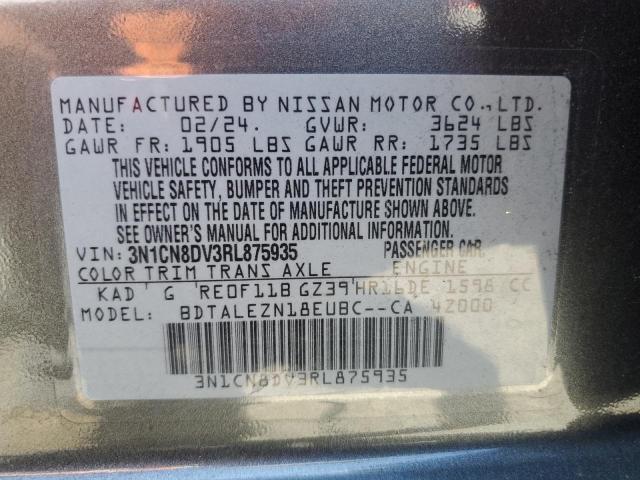 MANUFACTURED BY NISSAN MOTOR CO., LTD.
DATE: 02/24. GVWR: 3624 LBS
GAWR FR: 1905 LBS GAWR RR: 1735 LBS
THIS VEHICLE CONFORMS TO ALL APPLICABLE FEDERAL MOTOR
VEHICLE SAFETY, BUMPER AND THEFT PREVENTION STANDARDS
IN EFFECT ON THE DATE OF MANUFACTURE SHOWN ABOVE.
SEE OWNER'S MANUAL FOR ADDITIONAL INFORMATION.
VIN: 3N1CN8DV3RL875935 PASSENGER CAR.
COLOR TRIM TRANS AXLE ENGINE
KAD G RE0F11B GZ39 HR16DE 1598 CC
MODEL: BDTALEZN18EUBC--CA 42000
3N1CN8DV3RL875935